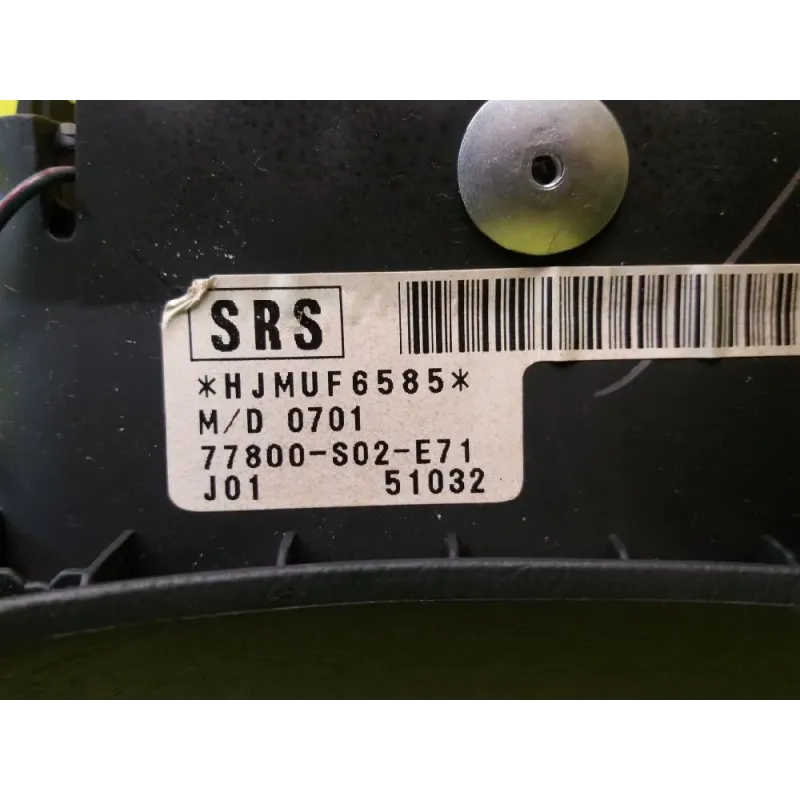 SRS
*HJMUF6585*
M/D 0701
77800-S02-E71
J01 51032